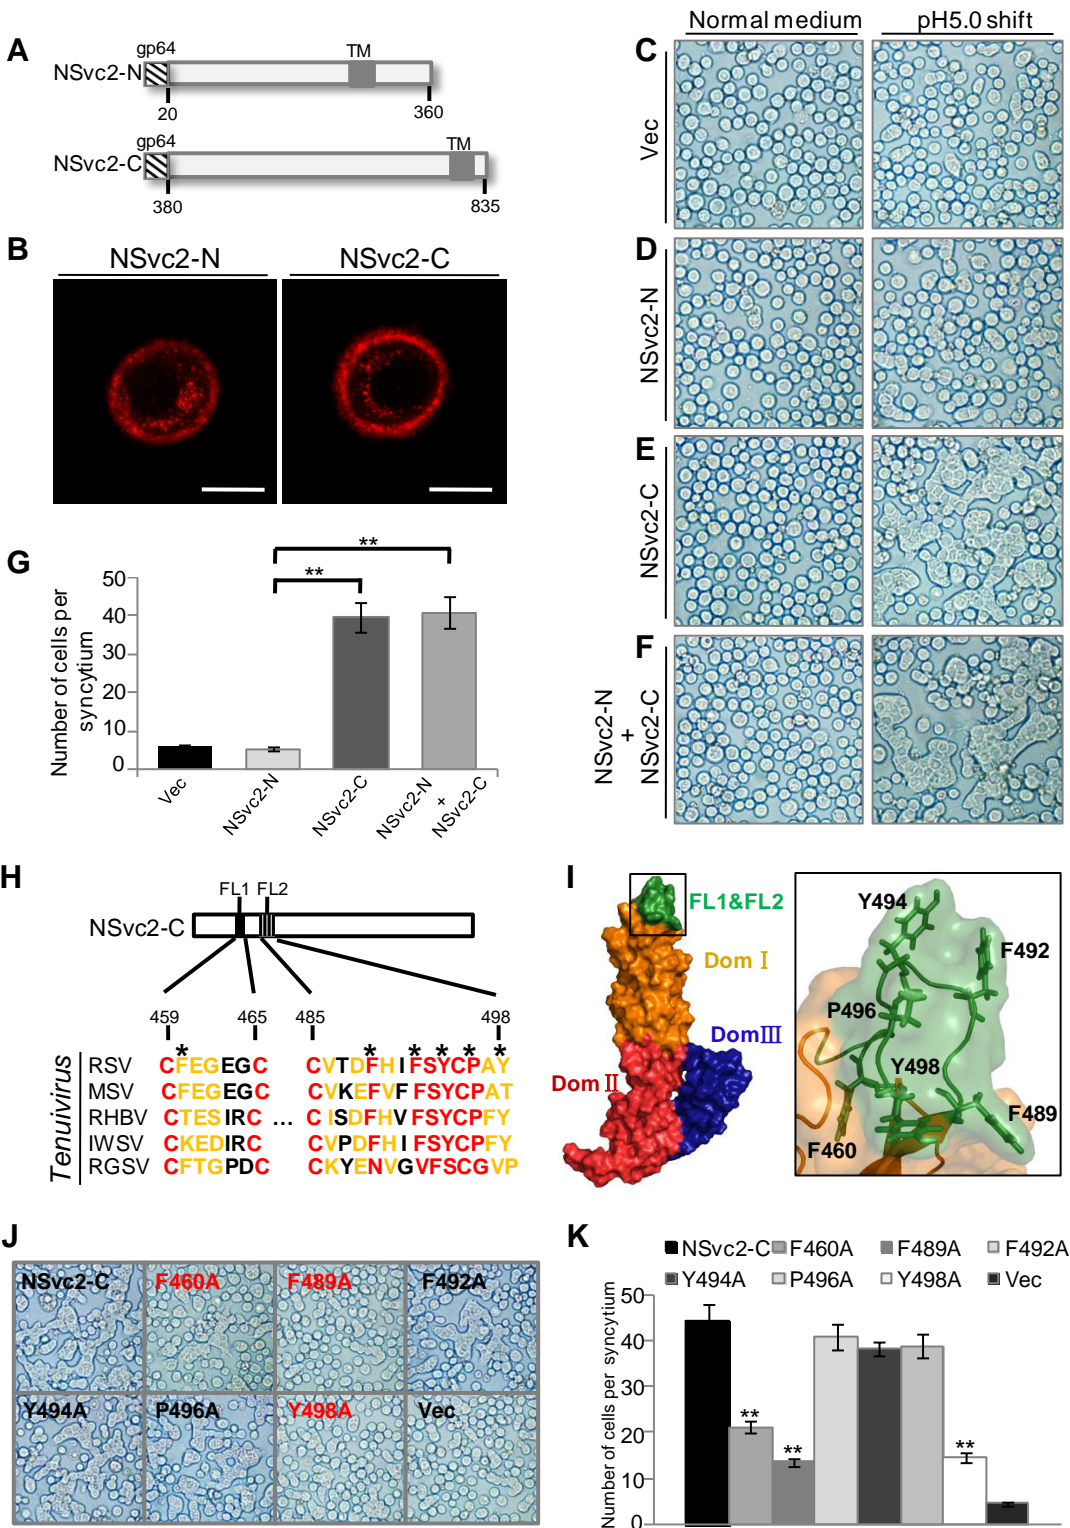 A
gp64
TM
NSvc2-N
20
360
gp64
TM
NSvc2-C
380
835
B
NSvc2-N
NSvc2-C
Normal medium
pH5.0 shift
C
Vec
D
NSvc2-N
E
NSvc2-C
F
NSvc2-N
+
NSvc2-C
G
**
**
Number of cells per
syncytium
50
40
30
20
10
0
Vec
NSvc2-N
NSvc2-C
NSvc2-N
+
NSvc2-C
H
FL1 FL2
NSvc2-C
459 465 485 498
* * * * * *
Tenuivirus
RSV CFEGEGC CVTDFHIFSYCPAY
MSV CFEGEGC CVKEFVFFSYCPAT
RHBV CTESIRC ... CISDFHVFSYCPFY
IWSV CKEDIRC CVPDFHIFSYCPFY
RGSV CFTGPDC CKYENVGVFSCGVP
I
FL1&FL2
Dom I
Dom II
Dom III
Y494
F492
P496
Y498
F489
F460
J
NSvc2-C F460A F489A F492A
Y494A P496A Y498A Vec
K
NSvc2-C F460A F489A F492A
Y494A P496A Y498A Vec
Number of cells per syncytium
50
40
30
20
10
0
**
**
**